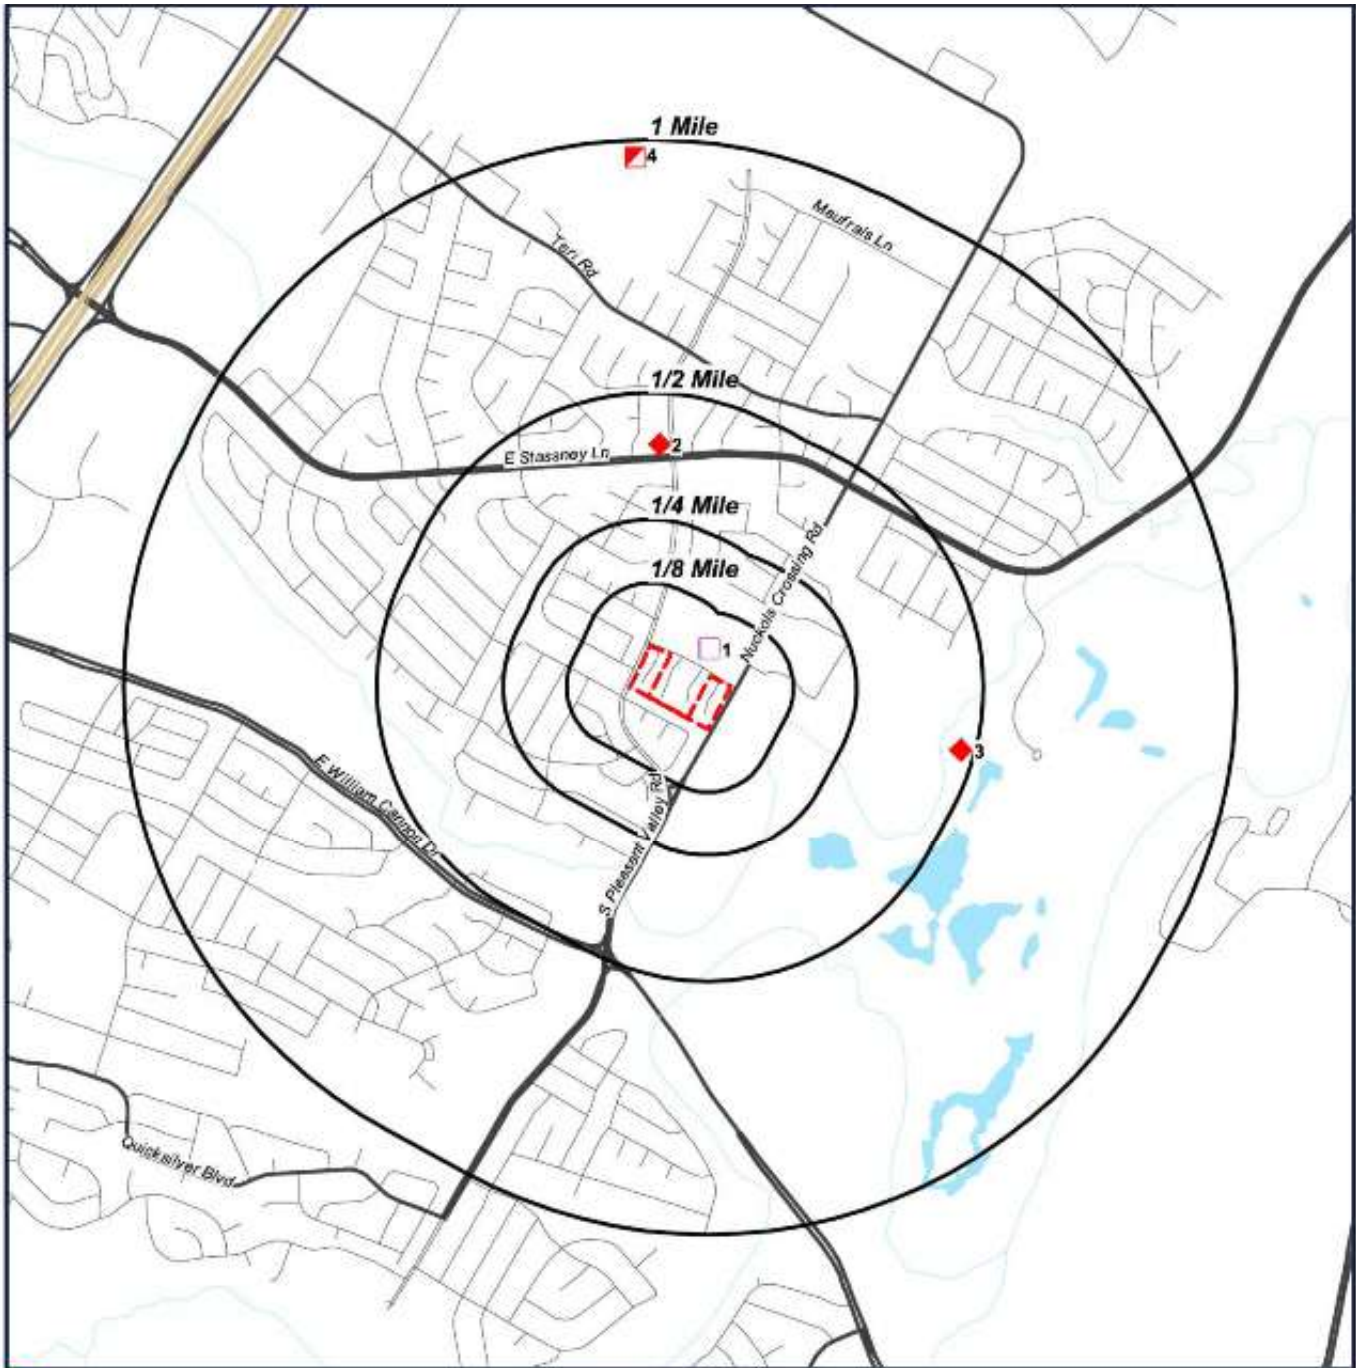 1 Mile
4
Maufrais Ln
Teri Rd
1/2 Mile
2
E Stassney Ln
1/4 Mile
Nuckols Crossing Rd
1/8 Mile
1
3
E William Cannon Dr
S Pleasant Valley Rd
Quicksilver Blvd